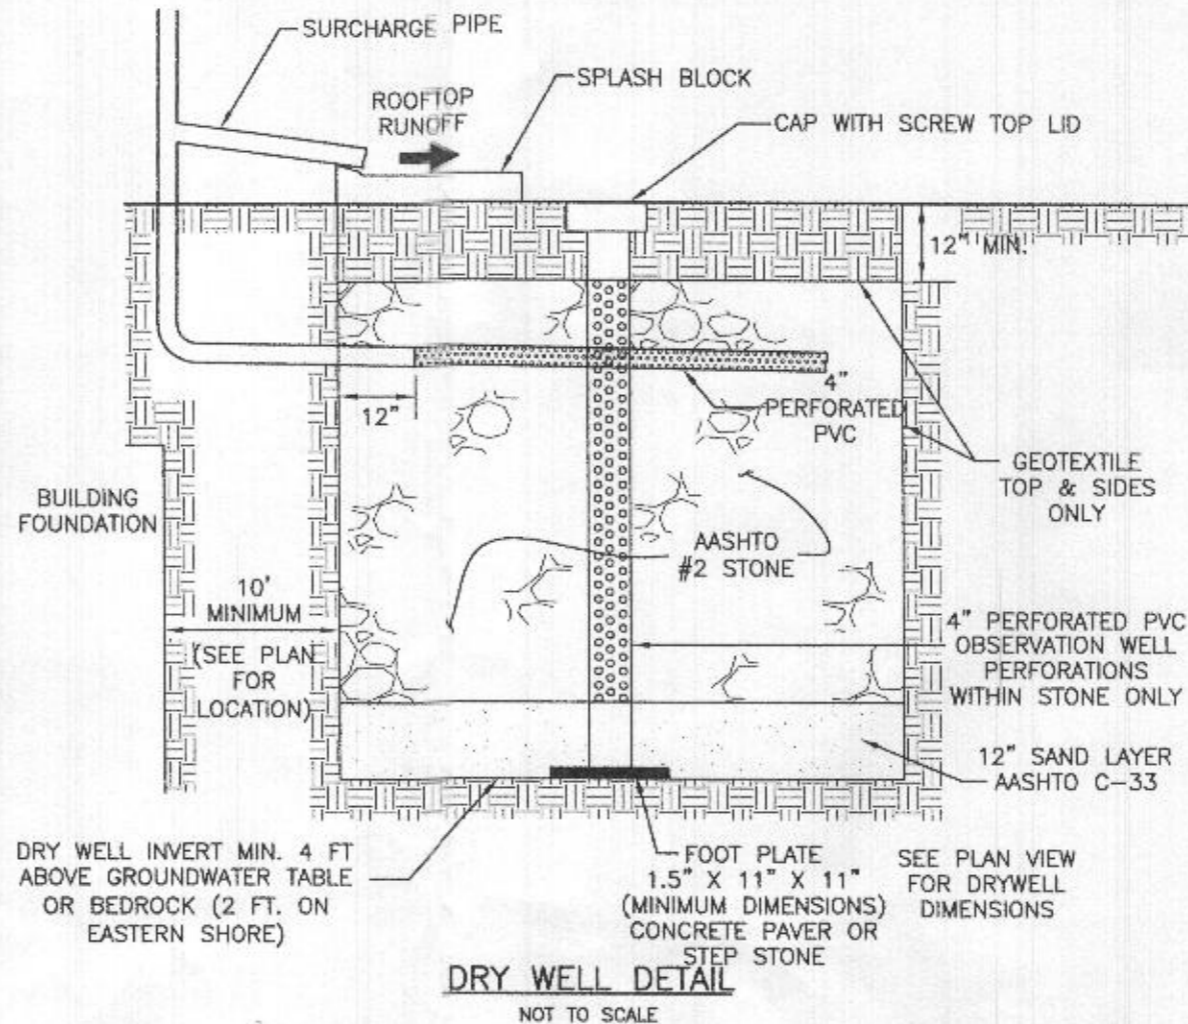 SURCHARGE PIPE
SPLASH BLOCK
ROOFTOP
RUNOFF
CAP WITH SCREW TOP LID
12" MIN.
12"
4"
PERFORATED
PVC
GEOTEXTILE
TOP & SIDES
ONLY
BUILDING
FOUNDATION
AASHTO
#2 STONE
10'
MINIMUM
(SEE PLAN
FOR
LOCATION)
4" PERFORATED PVC
OBSERVATION WELL
PERFORATIONS
WITHIN STONE ONLY
12" SAND LAYER
AASHTO C-33
DRY WELL INVERT MIN. 4 FT
ABOVE GROUNDWATER TABLE
OR BEDROCK (2 FT. ON
EASTERN SHORE)
FOOT PLATE
1.5" X 11" X 11"
(MINIMUM DIMENSIONS)
CONCRETE PAVER OR
STEP STONE
SEE PLAN VIEW
FOR DRYWELL
DIMENSIONS
DRY WELL DETAIL
NOT TO SCALE